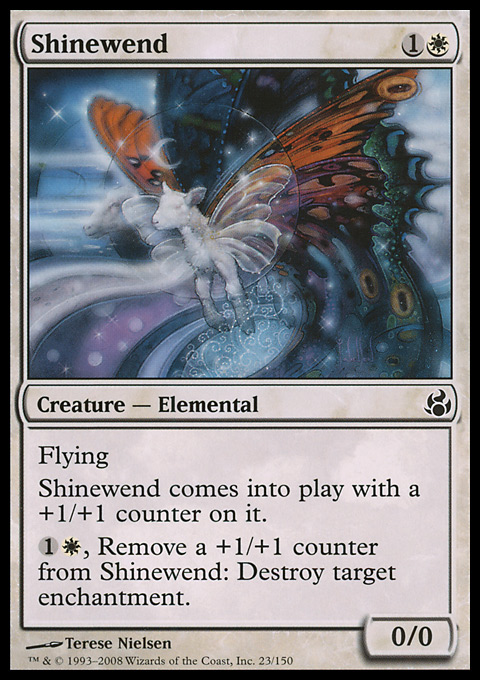 Shinewend 1
Creature — Elemental
Flying
Shinewend comes into play with a
+1/+1 counter on it.
1, Remove a +1/+1 counter
from Shinewend: Destroy target
enchantment.
Terese Nielsen
0/0
™ & © 1993–2008 Wizards of the Coast, Inc. 23/150